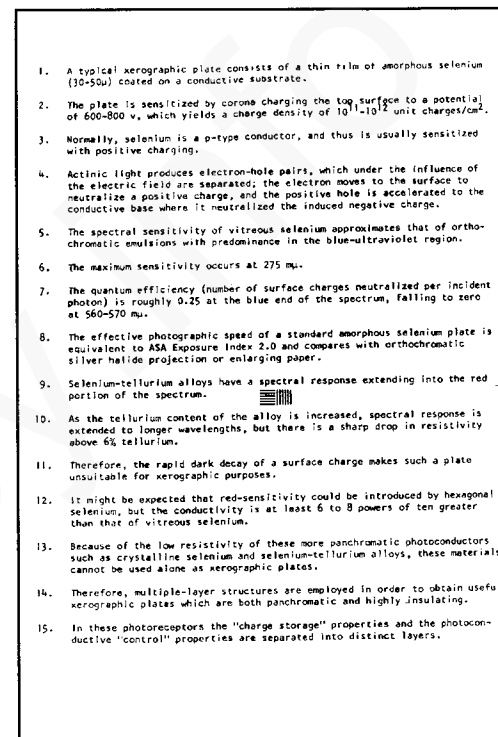 1. A typical xerographic plate consists of a thin film of amorphous selenium
(30-50µ) coated on a conductive substrate.
2. The plate is sensitized by corona charging the top surface to a potential
of 600-800 v, which yields a charge density of 10¹¹-10¹² unit charges/cm².
3. Normally, selenium is a p-type conductor, and thus is usually sensitized
with positive charging.
4. Actinic light produces electron-hole pairs, which under the influence of
the electric field are separated; the electron moves to the surface to
neutralize a positive charge, and the positive hole is accelerated to the
conductive base where it neutralized the induced negative charge.
5. The spectral sensitivity of vitreous selenium approximates that of ortho-
chromatic emulsions with predominance in the blue-ultraviolet region.
6. The maximum sensitivity occurs at 275 mµ.
7. The quantum efficiency (number of surface charges neutralized per incident
photon) is roughly 0.25 at the blue end of the spectrum, falling to zero
at 560-570 mµ.
8. The effective photographic speed of a standard amorphous selenium plate is
equivalent to ASA Exposure Index 2.0 and compares with orthochromatic
silver halide projection or enlarging paper.
9. Selenium-tellurium alloys have a spectral response extending into the red
portion of the spectrum.
10. As the tellurium content of the alloy is increased, spectral response is
extended to longer wavelengths, but there is a sharp drop in resistivity
above 6% tellurium.
11. Therefore, the rapid dark decay of a surface charge makes such a plate
unsuitable for xerographic purposes.
12. It might be expected that red-sensitivity could be introduced by hexagonal
selenium, but the conductivity is at least 6 to 8 powers of ten greater
than that of vitreous selenium.
13. Because of the low resistivity of these more panchromatic photoconductors
such as crystalline selenium and selenium-tellurium alloys, these materials
cannot be used alone as xerographic plates.
14. Therefore, multiple-layer structures are employed in order to obtain usefu
xerographic plates which are both panchromatic and highly insulating.
15. In these photoreceptors the "charge storage" properties and the photocon-
ductive "control" properties are separated into distinct layers.